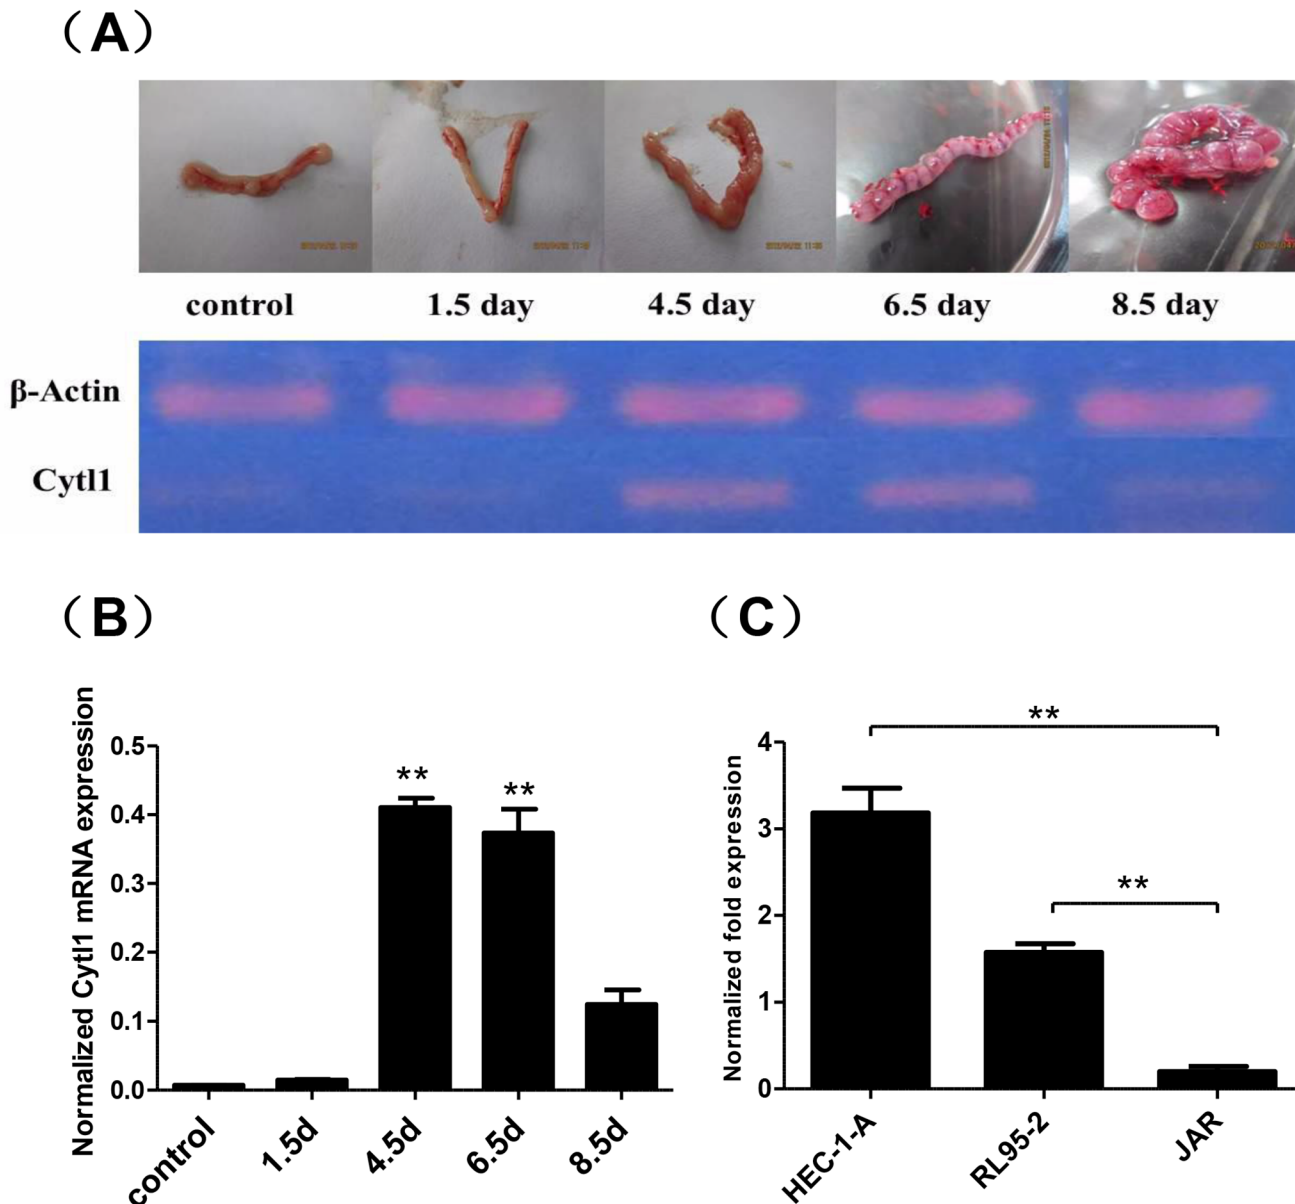 (A)
control 1.5 day 4.5 day 6.5 day 8.5 day
β-Actin
Cytl1
(B)
Normalized Cytl1 mRNA expression
0.5
0.4
0.3
0.2
0.1
0.0
** **
control 1.5d 4.5d 6.5d 8.5d
(C)
Normalized fold expression
4
3
2
1
0
**
**
HEC-1-A RL95-2 JAR